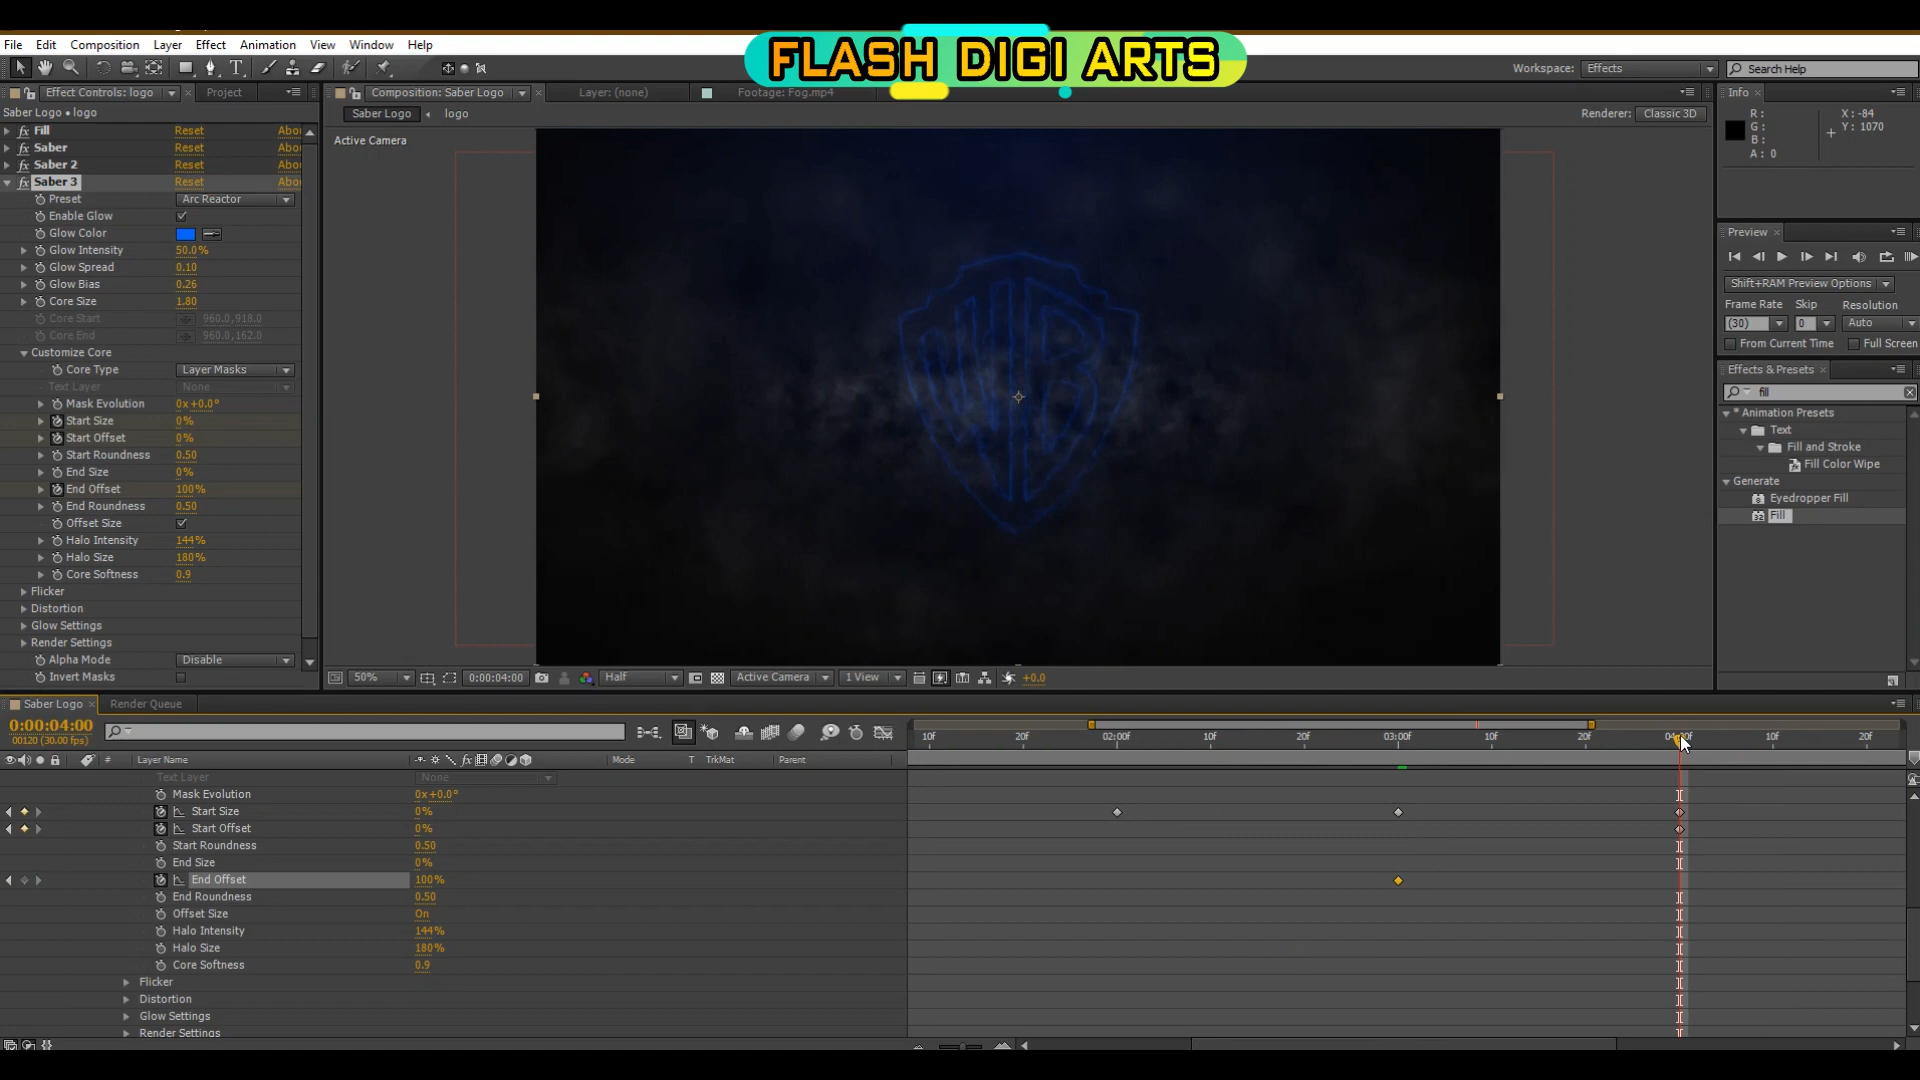 FLASH DIGI ARTS
File Edit Composition Layer Effect Animation View Window Help
Workspace: Effects Search Help
Effect Controls: logo Project
Composition: Saber Logo Layer: (none) Footage: Fog.mp4
Info
Saber Logo • logo
Saber Logo logo
Renderer: Classic 3D
R: X: -84
G: Y: 1070
B:
A: 0
Fill Reset Abou
Saber Reset Abou
Saber 2 Reset Abou
Saber 3 Reset Abou
Preset Arc Reactor
Enable Glow
Glow Color
Glow Intensity 50.0%
Glow Spread 0.10
Glow Bias 0.26
Core Size 1.80
Core Start 960.0,918.0
Core End 960.0,162.0
Customize Core
Core Type Layer Masks
Text Layer None
Mask Evolution 0x+0.0°
Start Size 0%
Start Offset 0%
Start Roundness 0.50
End Size 0%
End Offset 100%
End Roundness 0.50
Offset Size
Halo Intensity 144%
Halo Size 180%
Core Softness 0.9
Flicker
Distortion
Glow Settings
Render Settings
Alpha Mode Disable
Invert Masks
Active Camera
WB
50% 0:00:04:00 Half Active Camera 1 View +0.0
Preview
Shift+RAM Preview Options
Frame Rate Skip Resolution
(30) 0 Auto
From Current Time Full Screen
Effects & Presets
fill
* Animation Presets
Text
Fill and Stroke
Fill Color Wipe
Generate
Eyedropper Fill
Fill
Saber Logo Render Queue
0:00:04:00
00120 (30.00 fps)
10f 20f 02:00f 10f 20f 03:00f 10f 20f 10f 20f
# Layer Name Mode T TrkMat Parent
Text Layer None
Mask Evolution 0x+0.0°
Start Size 0%
Start Offset 0%
Start Roundness 0.50
End Size 0%
End Offset 100%
End Roundness 0.50
Offset Size On
Halo Intensity 144%
Halo Size 180%
Core Softness 0.9
Flicker
Distortion
Glow Settings
Render Settings